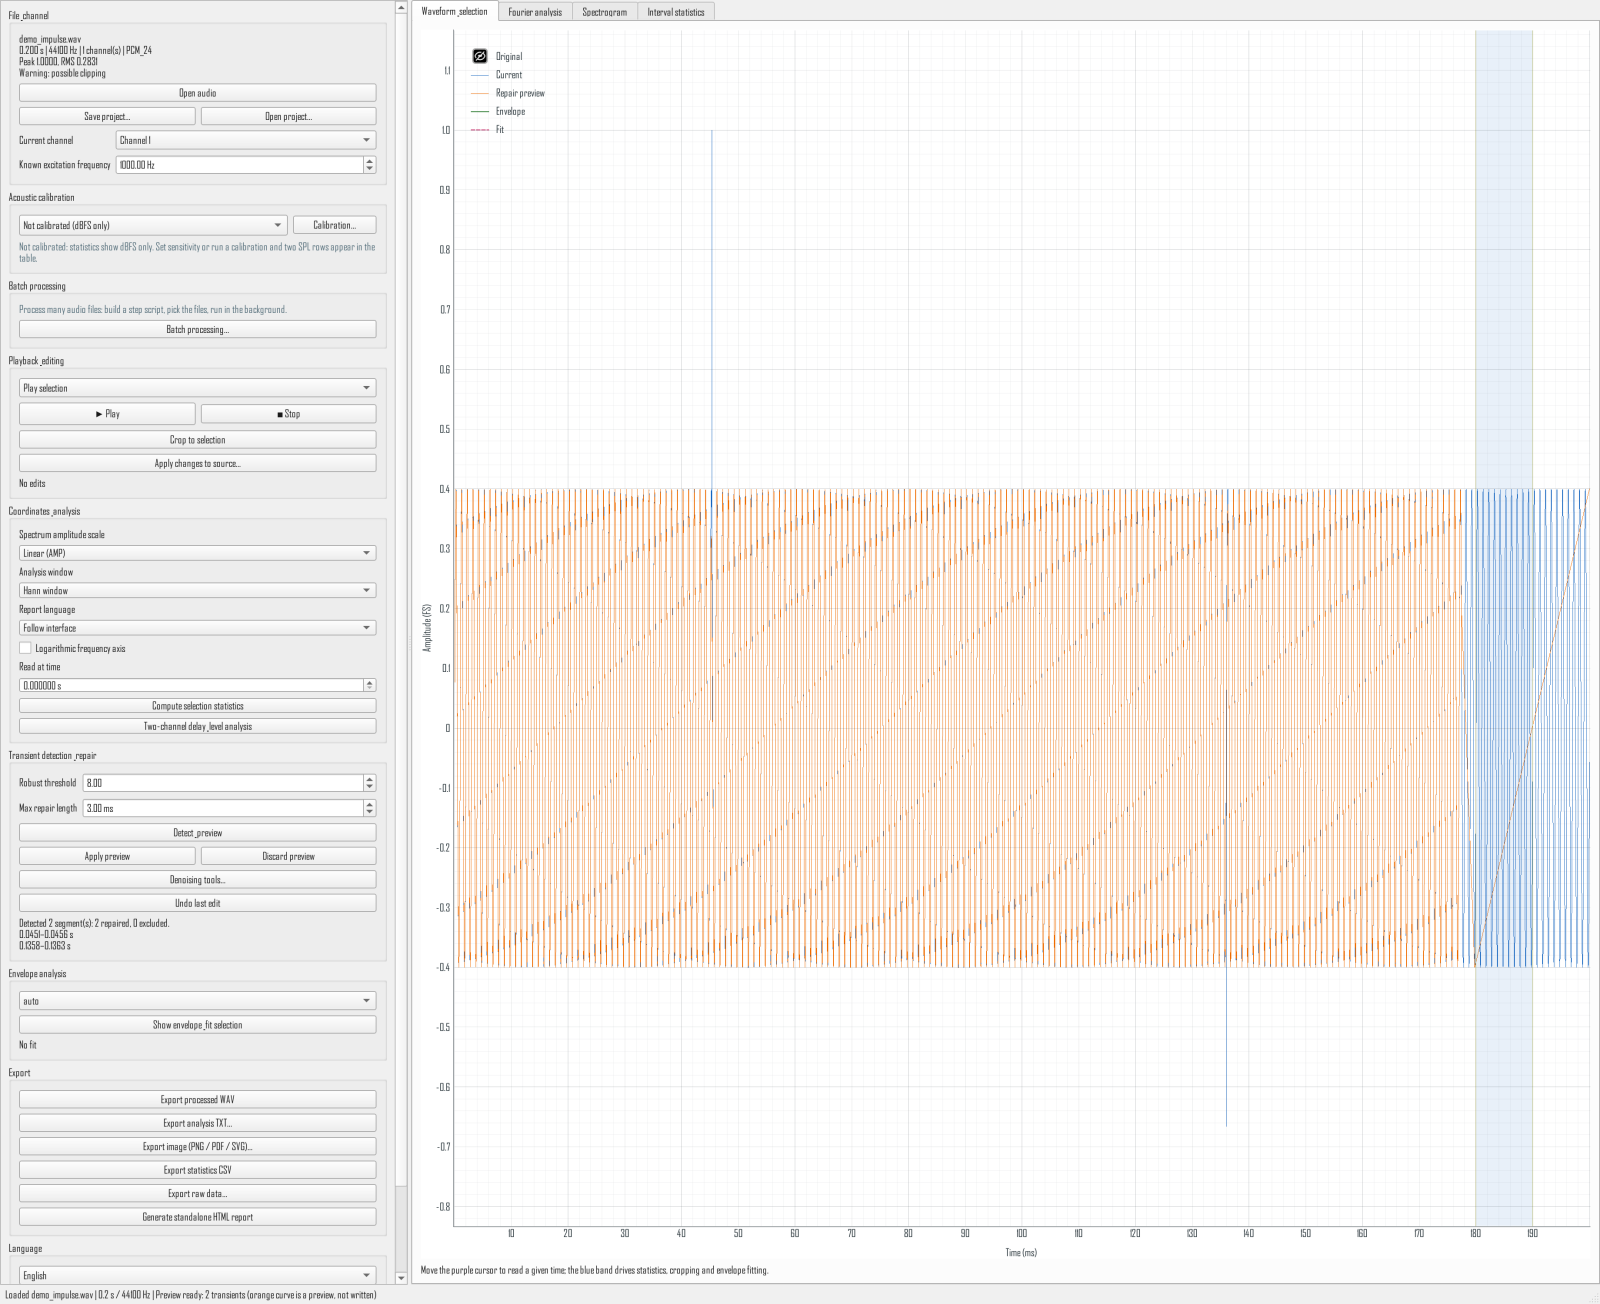 File_channel
demo_impulse.wav
0.200 s | 44100 Hz | 1 channel(s) | PCM_24
Peak 1.0000, RMS 0.2831
Warning: possible clipping
Open audio
Save project...
Open project...
Current channel
Channel 1
Known excitation frequency
1000.00 Hz
Acoustic calibration
Not calibrated (dBFS only)
Calibration...
Not calibrated: statistics show dBFS only. Set sensitivity or run a calibration and two SPL rows appear in the
table.
Batch processing
Process many audio files: build a step script, pick the files, run in the background.
Batch processing...
Playback_editing
Play selection
▶ Play
■ Stop
Crop to selection
Apply changes to source...
No edits
Coordinates_analysis
Spectrum amplitude scale
Linear (AMP)
Analysis window
Hann window
Report language
Follow interface
Logarithmic frequency axis
Read at time
0.000000 s
Compute selection statistics
Two-channel delay_level analysis
Transient detection_repair
Robust threshold
8.00
Max repair length
3.00 ms
Detect_preview
Apply preview
Discard preview
Denoising tools...
Undo last edit
Detected 2 segment(s): 2 repaired, 0 excluded.
0.0451–0.0456 s
0.1358–0.1363 s
Envelope analysis
auto
Show envelope_fit selection
No fit
Export
Export processed WAV
Export analysis TXT...
Export image (PNG / PDF / SVG)...
Export statistics CSV
Export raw data...
Generate standalone HTML report
Language
English
Waveform_selection
Fourier analysis
Spectrogram
Interval statistics
Original
Current
Repair preview
Envelope
Fit
1.1
1.0
0.9
0.8
0.7
0.6
0.5
0.4
0.3
0.2
0.1
0
-0.1
-0.2
-0.3
-0.4
-0.5
-0.6
-0.7
-0.8
Amplitude (FS)
10 20 30 40 50 60 70 80 90 100 110 120 130 140 150 160 170 180 190
Time (ms)
Move the purple cursor to read a given time; the blue band drives statistics, cropping and envelope fitting.
Loaded demo_impulse.wav | 0.2 s / 44100 Hz | Preview ready: 2 transients (orange curve is a preview, not written)